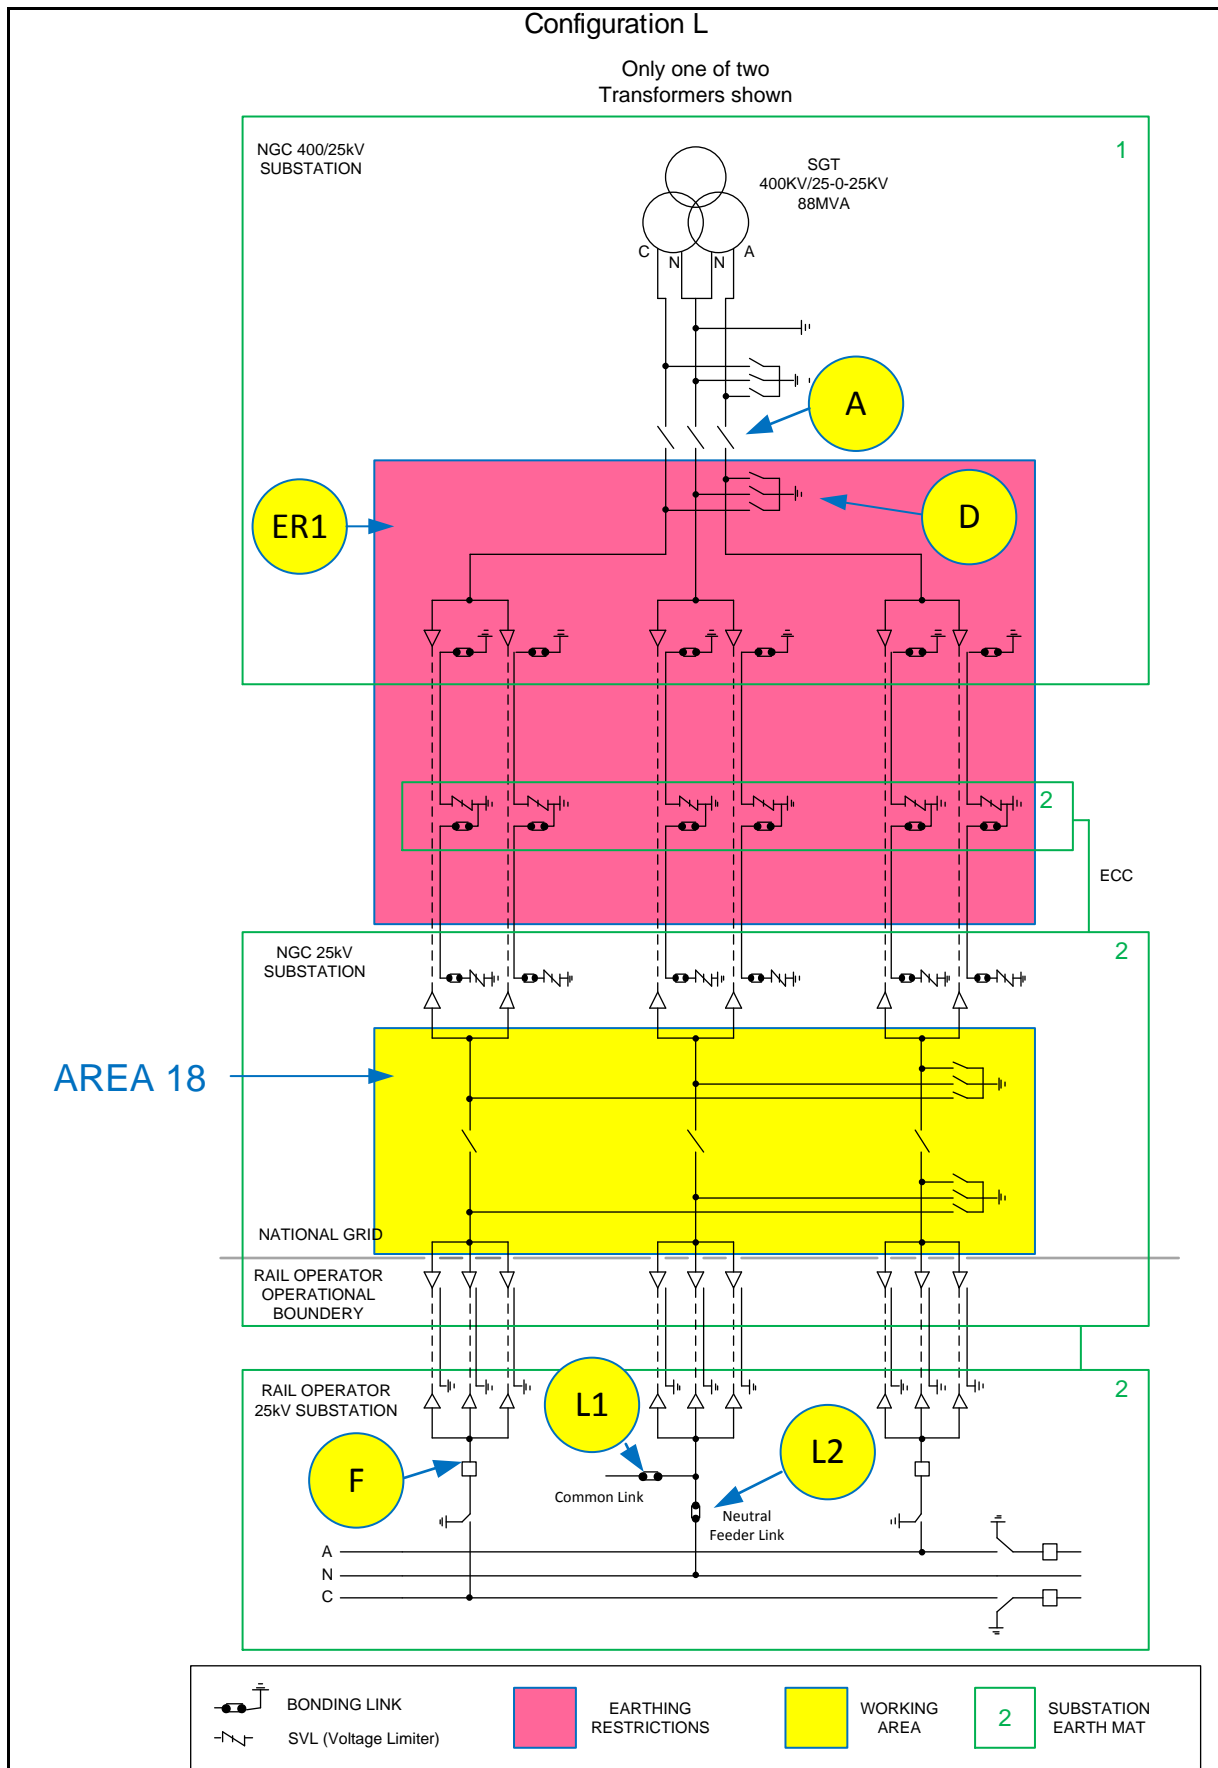 Configuration L
Only one of two
Transformers shown
NGC 400/25kV
SUBSTATION
1
SGT
400KV/25-0-25KV
88MVA
C
N
N
A
A
ER1
D
2
ECC
NGC 25kV
SUBSTATION
2
AREA 18
NATIONAL GRID
RAIL OPERATOR
OPERATIONAL
BOUNDERY
RAIL OPERATOR
25kV SUBSTATION
2
L1
L2
F
Common Link
Neutral
Feeder Link
A
N
C
BONDING LINK
SVL (Voltage Limiter)
EARTHING
RESTRICTIONS
WORKING
AREA
2
SUBSTATION
EARTH MAT